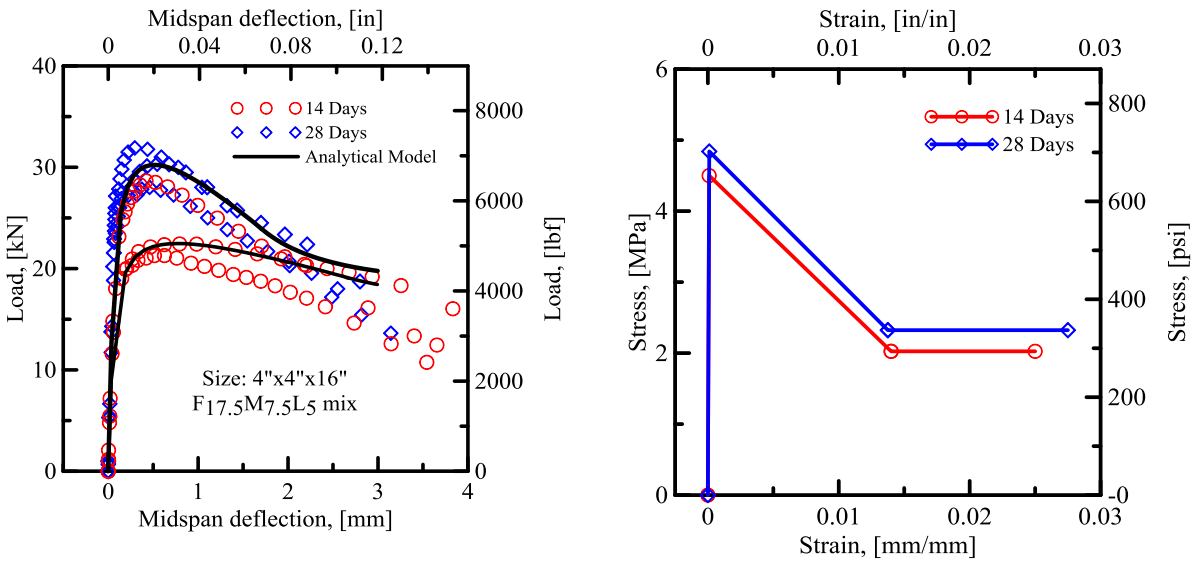 Midspan deflection, [in]
0 0.04 0.08 0.12
40
30
20
10
0
Load, [kN]
14 Days
28 Days
Analytical Model
Size: 4"x4"x16"
F17.5M7.5L5 mix
8000
6000
4000
2000
0
Load, [lbf]
0 1 2 3 4
Midspan deflection, [mm]
Strain, [in/in]
0 0.01 0.02 0.03
6
4
2
0
Stress, [MPa]
14 Days
28 Days
800
600
400
200
-0
Stress, [psi]
0 0.01 0.02 0.03
Strain, [mm/mm]